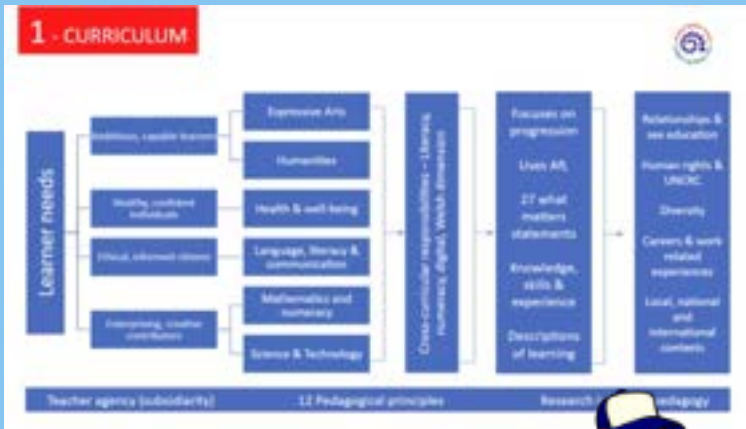 1 - CURRICULUM
Learner needs
Ambitious, capable learners
Healthy, confident
individuals
Ethical, informed citizens
Enterprising, creative
contributors
Expressive Arts
Humanities
Health & well-being
Language, literacy &
communication
Mathematics and
numeracy
Science & Technology
Cross-curricular responsibilities – Literacy,
numeracy, digital, Welsh dimension
Focuses on
progression
Lives AfL
27 what
matters
statements
Knowledge,
skills &
experience
Descriptions
of learning
Relationships &
sex education
Human rights &
UNCRC
Diversity
Careers & work
related
experiences
Local, national
and
international
contexts
Teacher agency (subsidiarity)
12 Pedagogical principles
Research
pedagogy